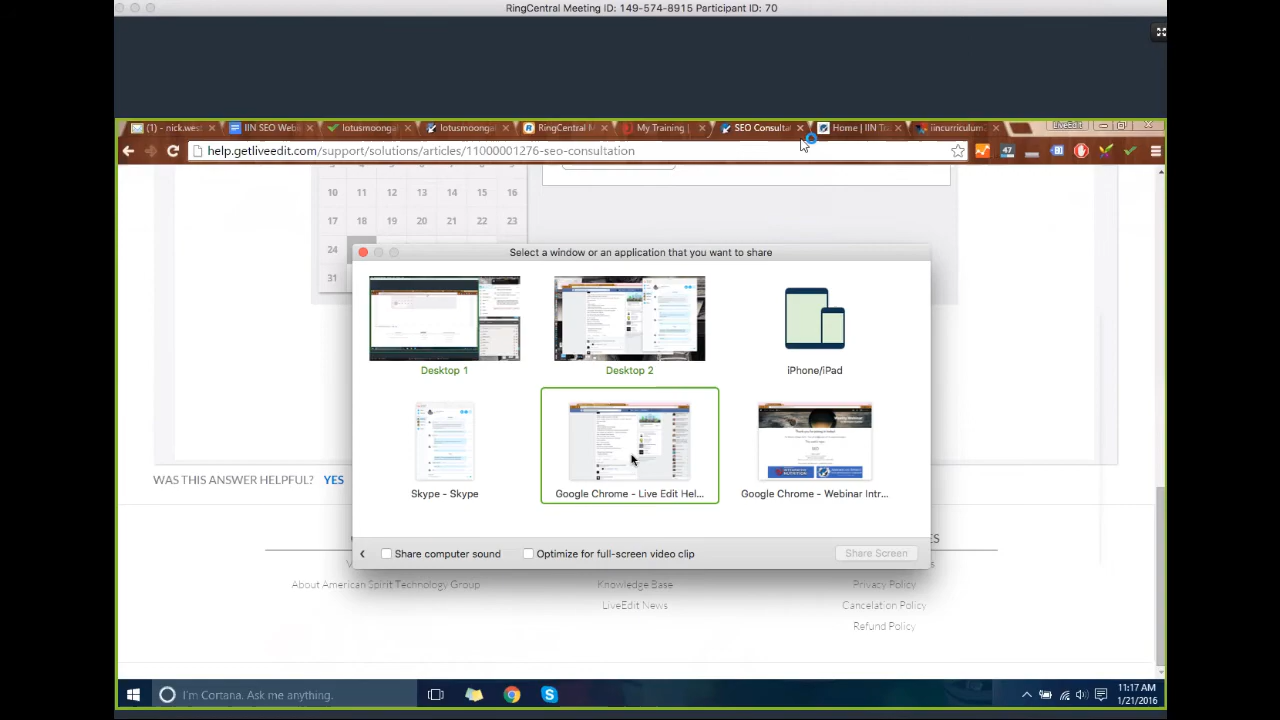 RingCentral Meeting ID: 149-574-8915 Participant ID: 70
(1) - nick.wes
IIN SEO Webi
lotusmoonga
lotusmoonga
RingCentral M
My Training |
SEO Consulta
Home | IIN Tr
iincurriculum
LiveEdit
help.getliveedit.com/support/solutions/articles/11000001276-seo-consultation
47
10 11 12 13 14 15 16
17 18 19 20 21 22 23
24
31
Select a window or an application that you want to share
Desktop 1
Desktop 2
iPhone/iPad
Skype - Skype
Google Chrome - Live Edit Hel...
Google Chrome - Webinar Intr...
Share computer sound
Optimize for full-screen video clip
Share Screen
WAS THIS ANSWER HELPFUL? YES
ES
About American Spirit Technology Group
Knowledge Base
Privacy Policy
LiveEdit News
Cancelation Policy
Refund Policy
I'm Cortana. Ask me anything.
11:17 AM
1/21/2016